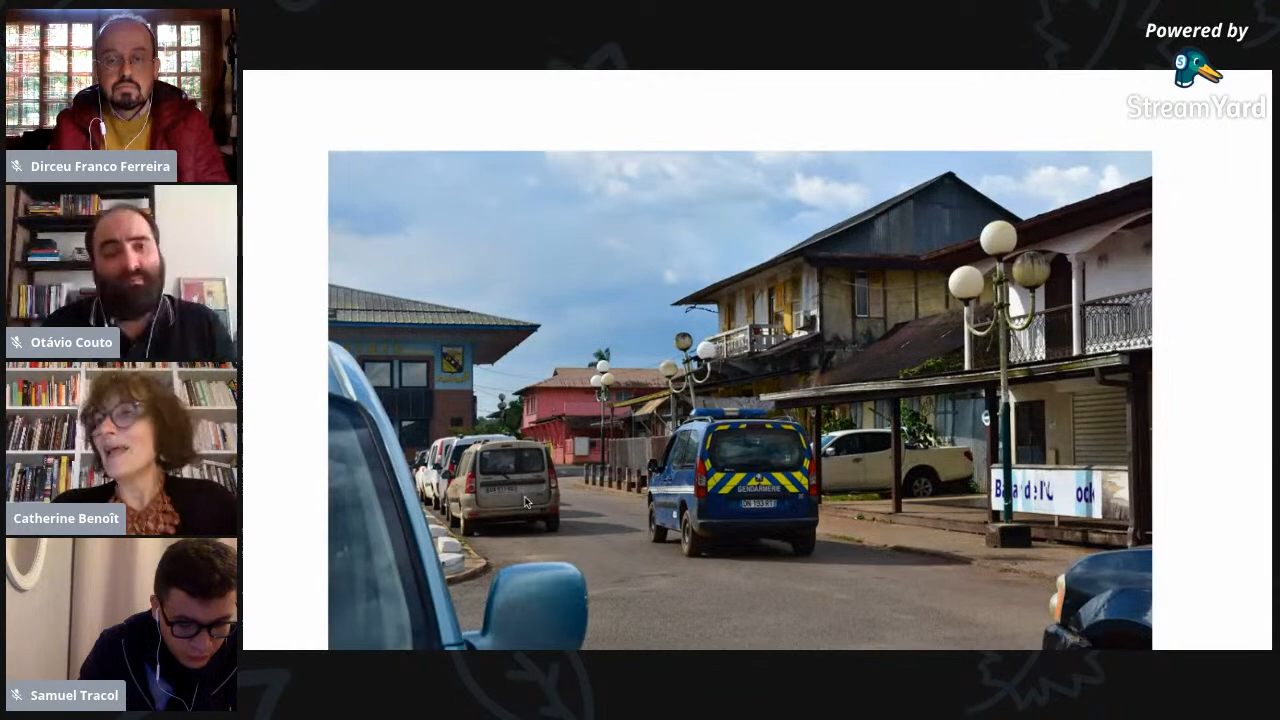 Powered by
StreamYard
Dirceu Franco Ferreira
Otávio Couto
Catherine Benoît
Samuel Tracol
GENDARMERIE